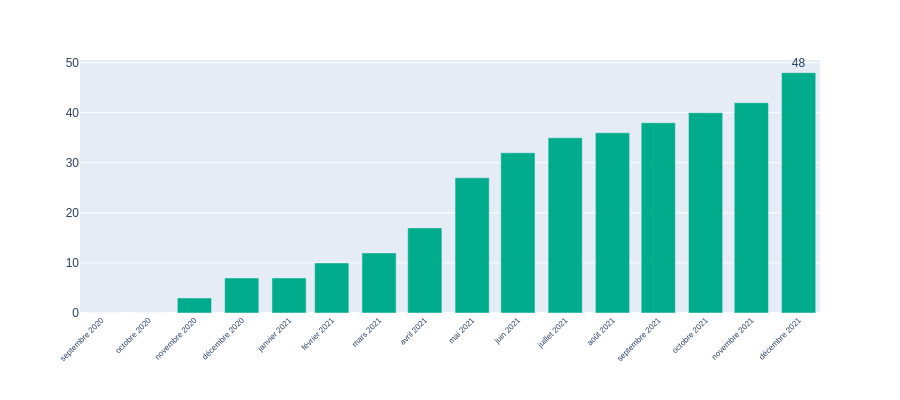 50
48
40
30
20
10
0
septembre 2020
octobre 2020
novembre 2020
décembre 2020
janvier 2021
février 2021
mars 2021
avril 2021
mai 2021
juin 2021
juillet 2021
août 2021
septembre 2021
octobre 2021
novembre 2021
décembre 2021